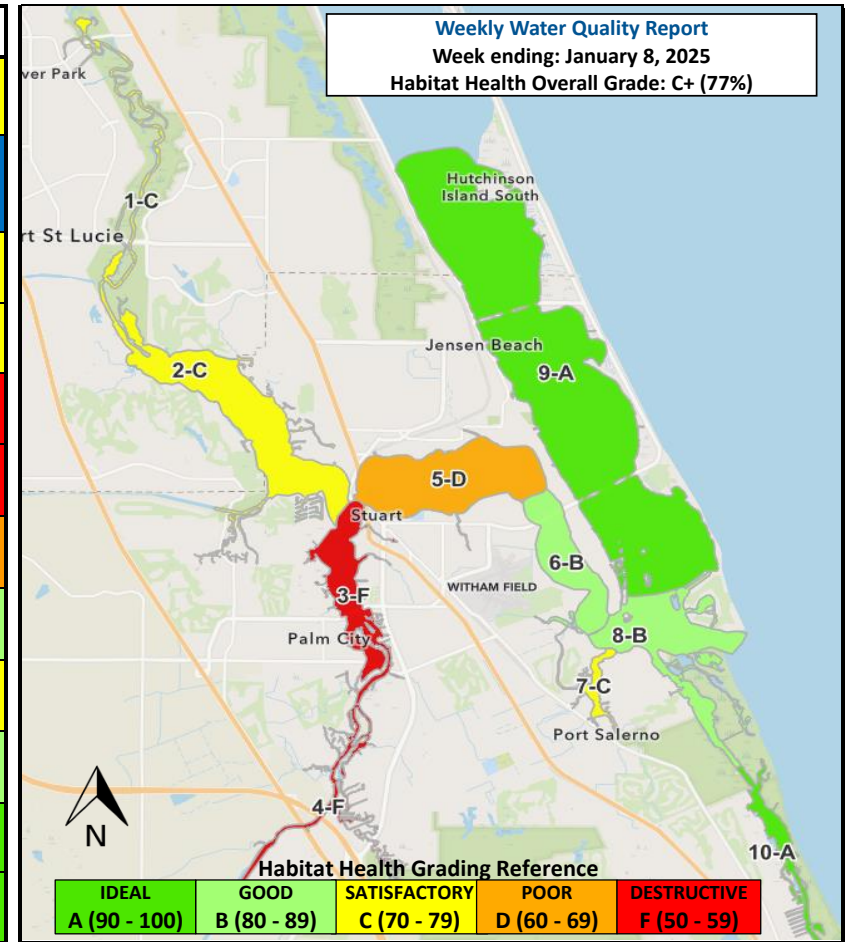 Weekly Water Quality Report
Week ending: January 8, 2025
Habitat Health Overall Grade: C+ (77%)
ver Park
Hutchinson
Island South
1-C
rt St Lucie
Jensen Beach
2-C
9-A
5-D
Stuart
6-B
WITHAM FIELD
3-F
Palm City
8-B
7-C
Port Salerno
4-F
N
10-A
Habitat Health Grading Reference
IDEAL GOOD SATISFACTORY POOR DESTRUCTIVE
A (90 - 100) B (80 - 89) C (70 - 79) D (60 - 69) F (50 - 59)